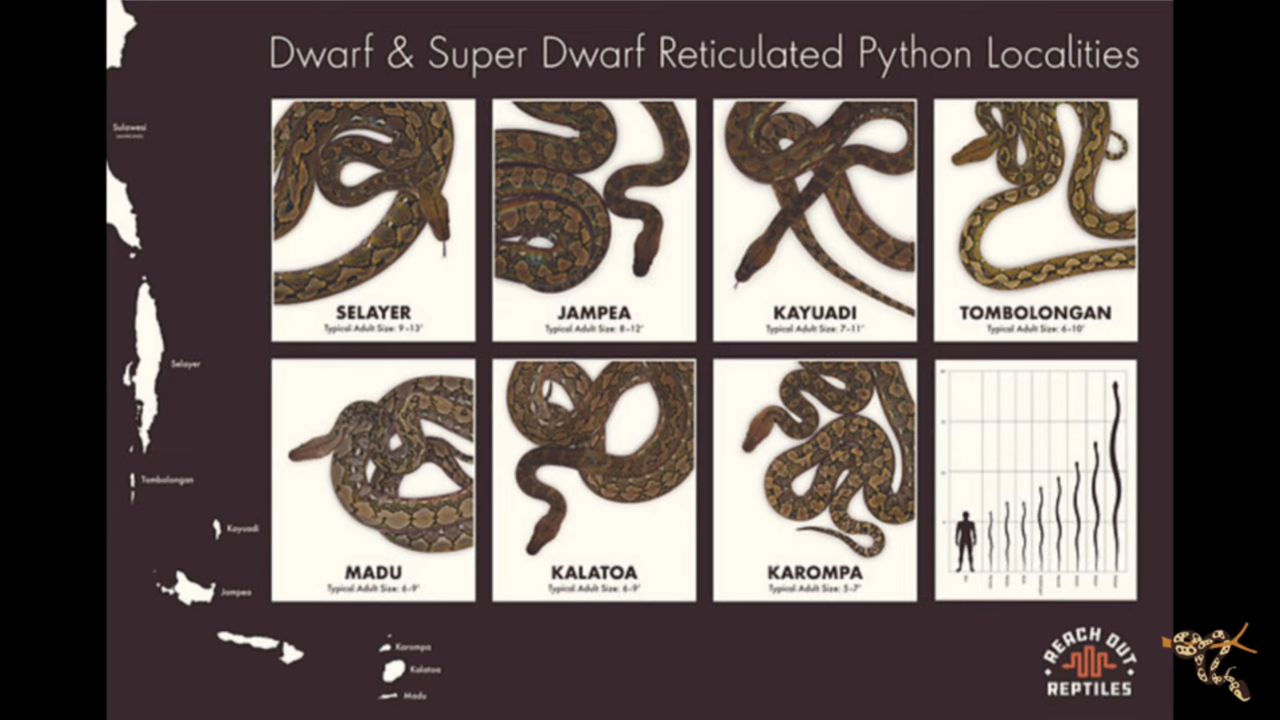 Dwarf & Super Dwarf Reticulated Python Localities
Sulawesi
SELAYER
Typical Adult Size: 9-13'
JAMPEA
Typical Adult Size: 8-12'
KAYUADI
Typical Adult Size: 7-11'
TOMBOLONGAN
Typical Adult Size: 6-10'
Selayer
Tombolongan
Kayuadi
Jampea
MADU
Typical Adult Size: 6-9'
KALATOA
Typical Adult Size: 6-9'
KAROMPA
Typical Adult Size: 5-7'
Karompa
Kalatoa
Madu
REACH OUT
REPTILES